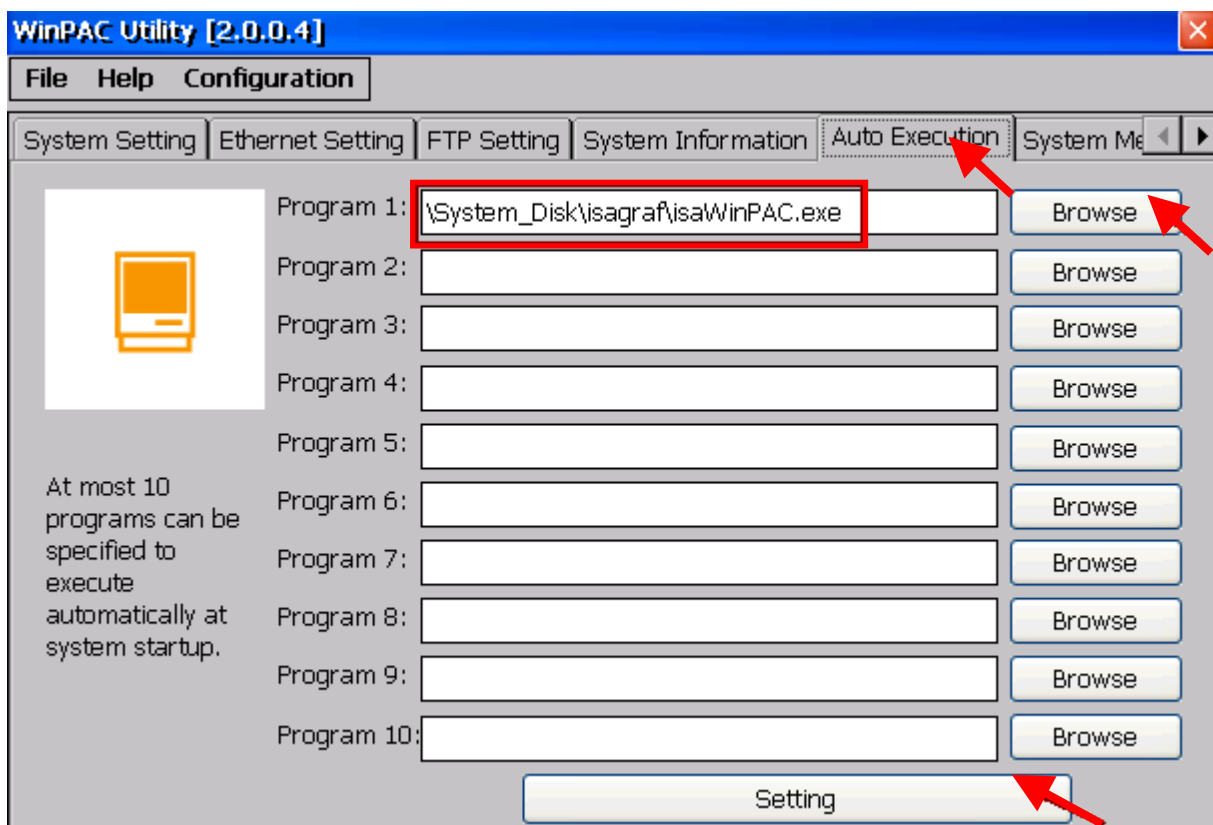 WinPAC Utility [2.0.0.4]
File Help Configuration
System Setting Ethernet Setting FTP Setting System Information Auto Execution System Me
Program 1: \System_Disk\isagraf\isaWinPAC.exe Browse
Program 2: Browse
Program 3: Browse
Program 4: Browse
Program 5: Browse
Program 6: Browse
Program 7: Browse
Program 8: Browse
Program 9: Browse
Program 10: Browse
At most 10
programs can be
specified to
execute
automatically at
system startup.
Setting